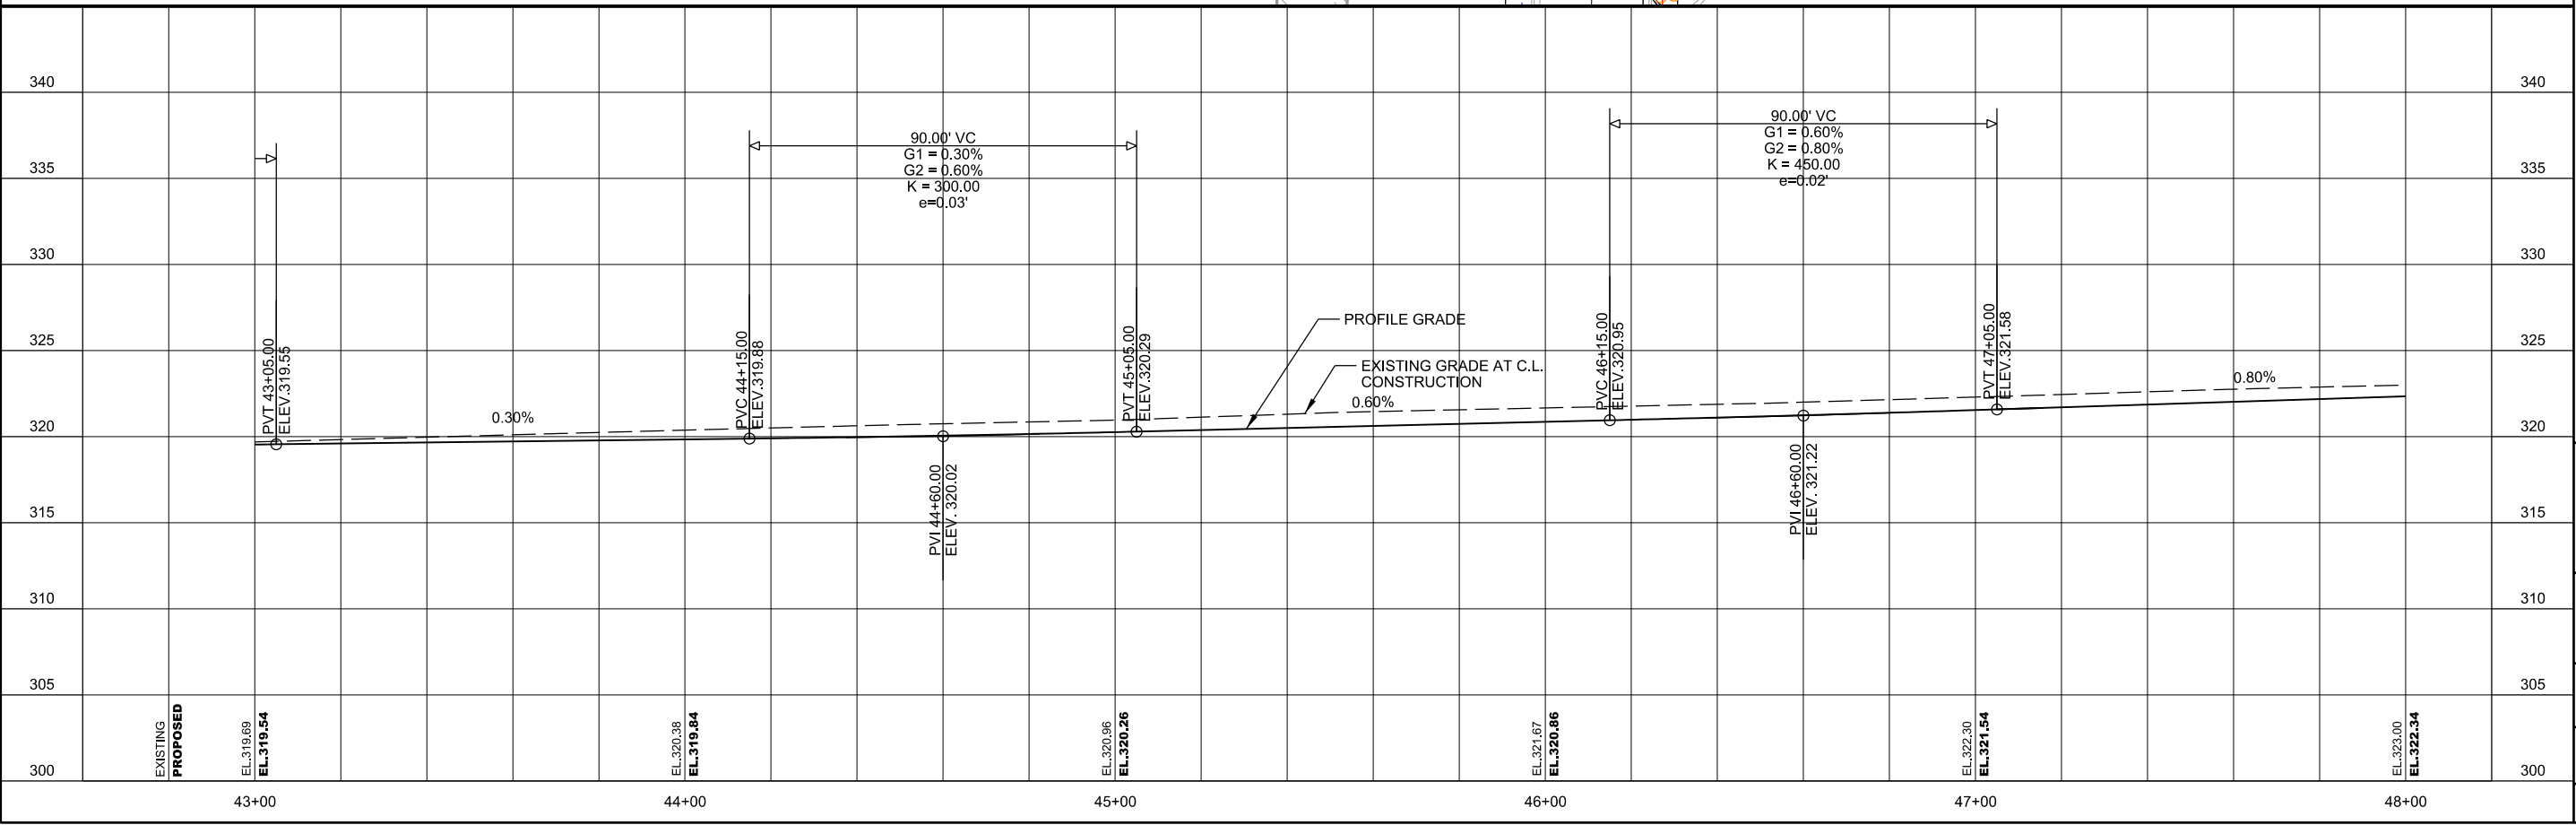 340
335
330
325
320
315
310
305
300
340
335
330
325
320
315
310
305
300
90.00' VC
G1 = 0.30%
G2 = 0.60%
K = 300.00
e=0.03'
90.00' VC
G1 = 0.60%
G2 = 0.80%
K = 450.00
e=0.02'
PVT 43+05.00
ELEV.319.55
0.30%
PVC 44+15.00
ELEV.319.88
PVI 44+60.00
ELEV. 320.02
PVT 45+05.00
ELEV.320.29
PROFILE GRADE
EXISTING GRADE AT C.L.
CONSTRUCTION
0.60%
PVC 46+15.00
ELEV.320.95
PVI 46+60.00
ELEV. 321.22
PVT 47+05.00
ELEV.321.58
0.80%
EXISTING
PROPOSED
EL.319.69
EL.319.54
EL.320.38
EL.319.84
EL.320.96
EL.320.26
EL.321.67
EL.320.86
EL.322.30
EL.321.54
EL.323.00
EL.322.34
43+00
44+00
45+00
46+00
47+00
48+00